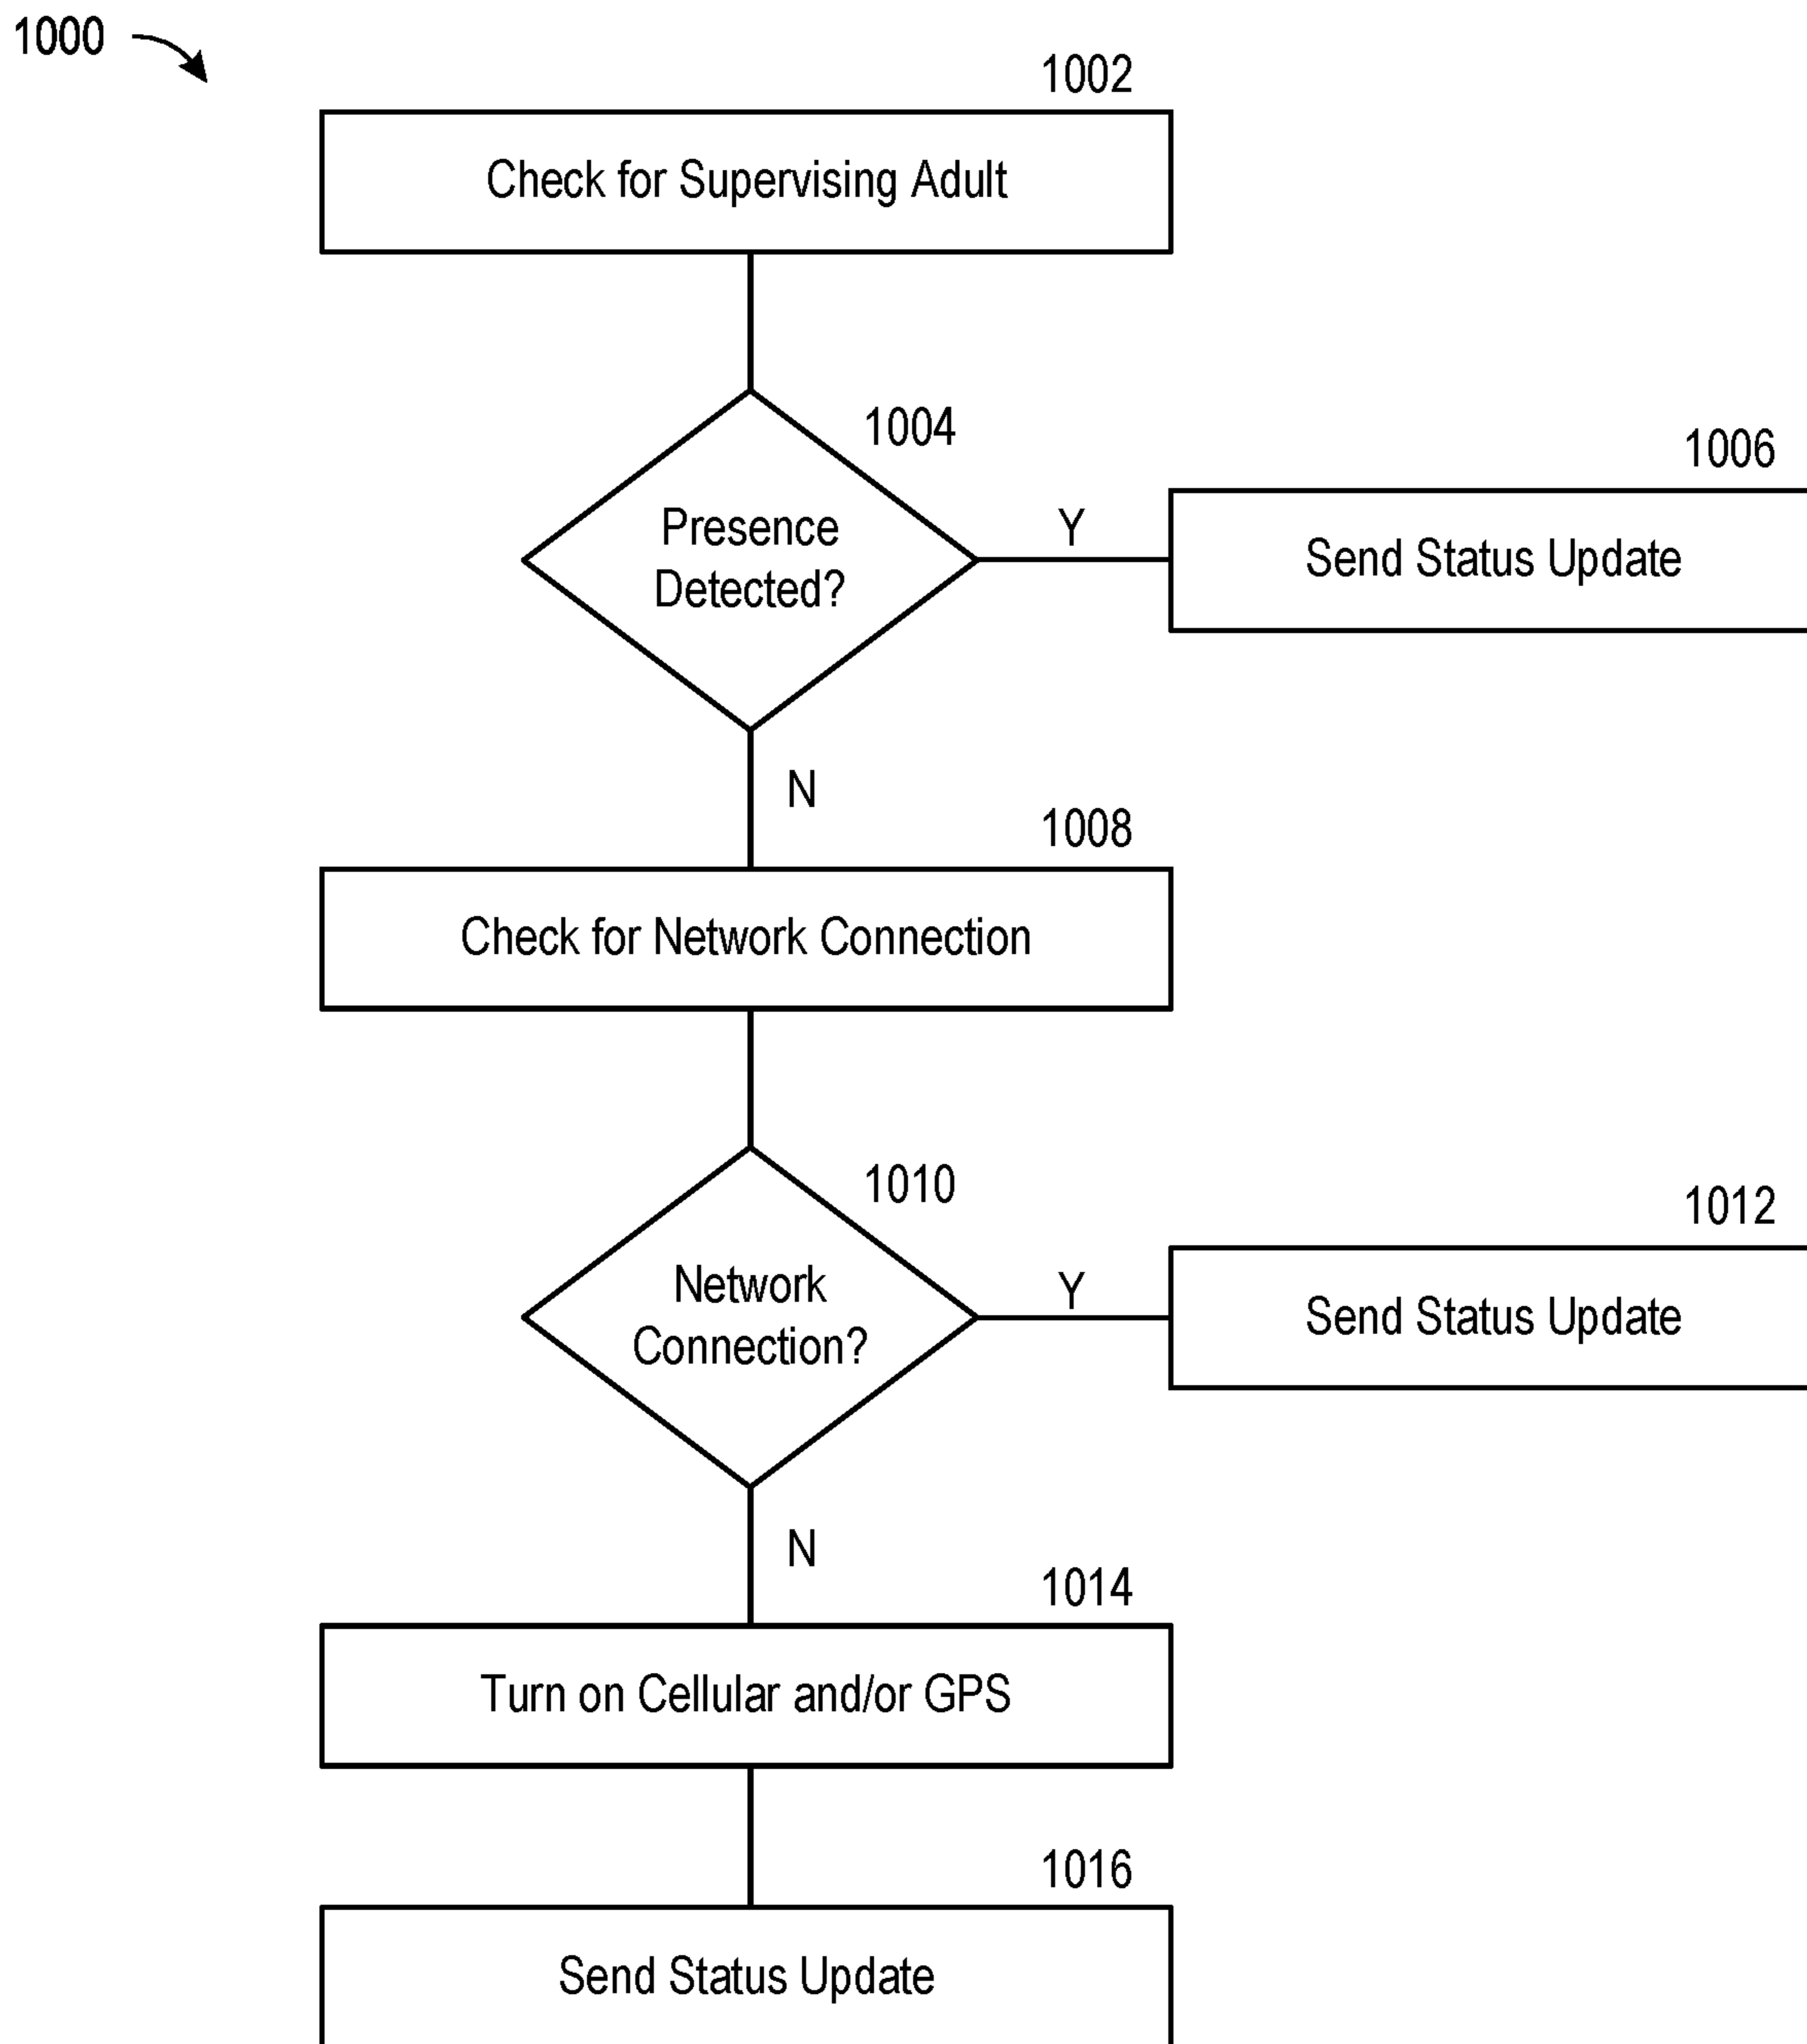 1000
1002
Check for Supervising Adult
1004
Presence
Detected?
Y
1006
Send Status Update
N
1008
Check for Network Connection
1010
Network
Connection?
Y
1012
Send Status Update
N
1014
Turn on Cellular and/or GPS
1016
Send Status Update